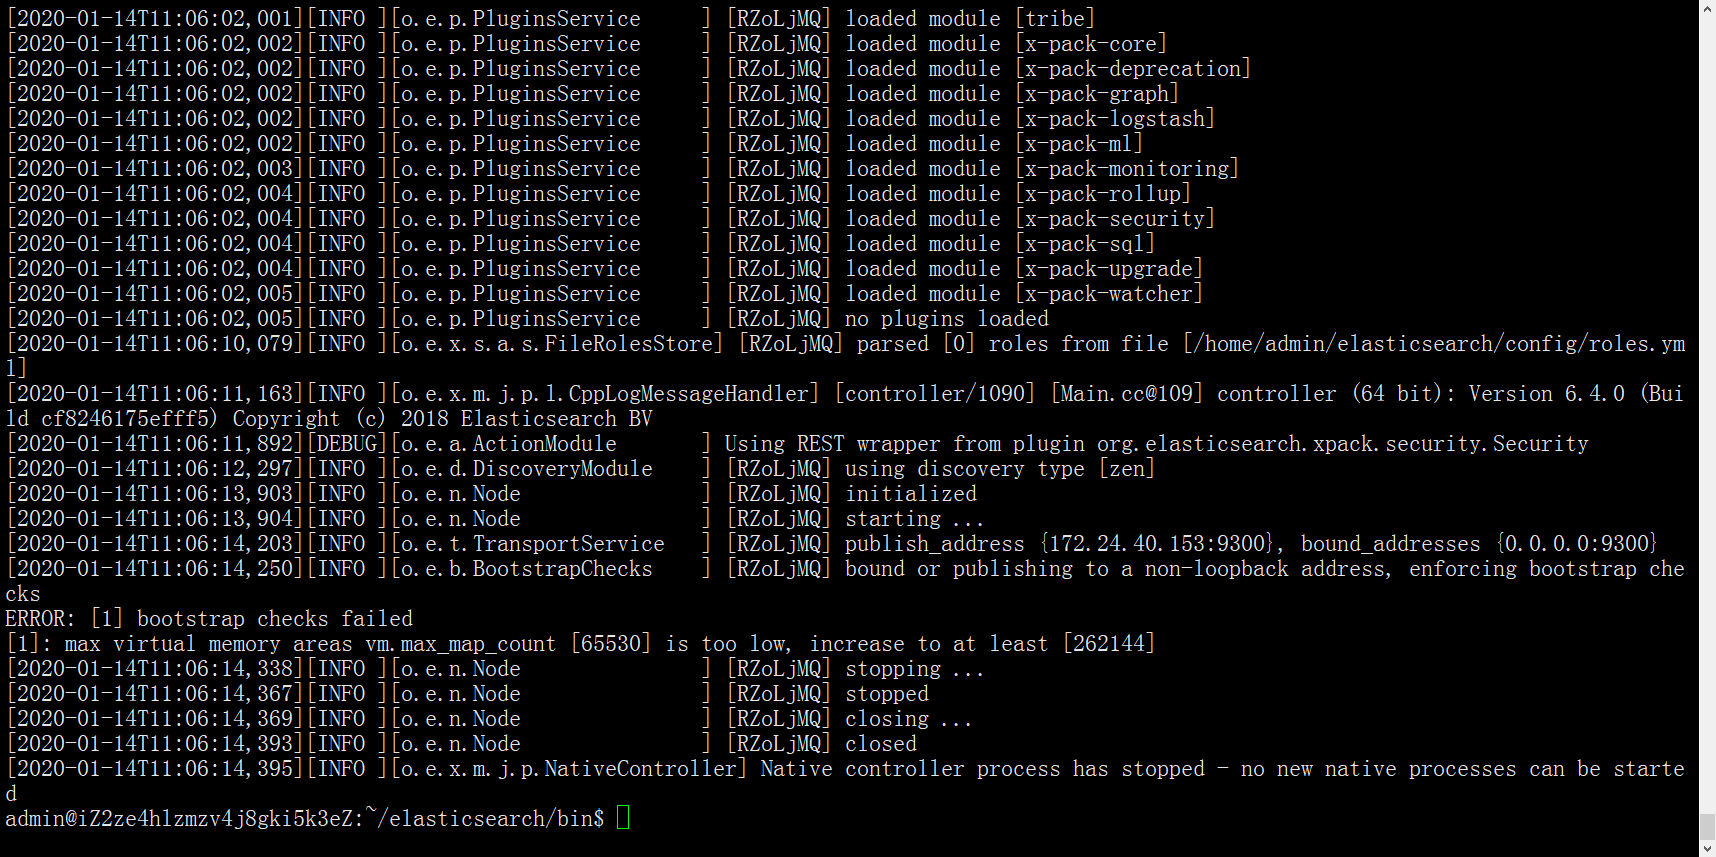 [2020-01-14T11:06:02,001][INFO ][o.e.p.PluginsService     ] [RZoLjMQ] loaded module [tribe]
[2020-01-14T11:06:02,002][INFO ][o.e.p.PluginsService     ] [RZoLjMQ] loaded module [x-pack-core]
[2020-01-14T11:06:02,002][INFO ][o.e.p.PluginsService     ] [RZoLjMQ] loaded module [x-pack-deprecation]
[2020-01-14T11:06:02,002][INFO ][o.e.p.PluginsService     ] [RZoLjMQ] loaded module [x-pack-graph]
[2020-01-14T11:06:02,002][INFO ][o.e.p.PluginsService     ] [RZoLjMQ] loaded module [x-pack-logstash]
[2020-01-14T11:06:02,002][INFO ][o.e.p.PluginsService     ] [RZoLjMQ] loaded module [x-pack-ml]
[2020-01-14T11:06:02,003][INFO ][o.e.p.PluginsService     ] [RZoLjMQ] loaded module [x-pack-monitoring]
[2020-01-14T11:06:02,004][INFO ][o.e.p.PluginsService     ] [RZoLjMQ] loaded module [x-pack-rollup]
[2020-01-14T11:06:02,004][INFO ][o.e.p.PluginsService     ] [RZoLjMQ] loaded module [x-pack-security]
[2020-01-14T11:06:02,004][INFO ][o.e.p.PluginsService     ] [RZoLjMQ] loaded module [x-pack-sql]
[2020-01-14T11:06:02,004][INFO ][o.e.p.PluginsService     ] [RZoLjMQ] loaded module [x-pack-upgrade]
[2020-01-14T11:06:02,005][INFO ][o.e.p.PluginsService     ] [RZoLjMQ] loaded module [x-pack-watcher]
[2020-01-14T11:06:02,005][INFO ][o.e.p.PluginsService     ] [RZoLjMQ] no plugins loaded
[2020-01-14T11:06:10,079][INFO ][o.e.x.s.a.s.FileRolesStore] [RZoLjMQ] parsed [0] roles from file [/home/admin/elasticsearch/config/roles.ym
l]
[2020-01-14T11:06:11,163][INFO ][o.e.x.m.j.p.l.CppLogMessageHandler] [controller/1090] [Main.cc@109] controller (64 bit): Version 6.4.0 (Bui
ld cf8246175efff5) Copyright (c) 2018 Elasticsearch BV
[2020-01-14T11:06:11,892][DEBUG][o.e.a.ActionModule       ] Using REST wrapper from plugin org.elasticsearch.xpack.security.Security
[2020-01-14T11:06:12,297][INFO ][o.e.d.DiscoveryModule    ] [RZoLjMQ] using discovery type [zen]
[2020-01-14T11:06:13,903][INFO ][o.e.n.Node               ] [RZoLjMQ] initialized
[2020-01-14T11:06:13,904][INFO ][o.e.n.Node               ] [RZoLjMQ] starting ...
[2020-01-14T11:06:14,203][INFO ][o.e.t.TransportService   ] [RZoLjMQ] publish_address {172.24.40.153:9300}, bound_addresses {0.0.0.0:9300}
[2020-01-14T11:06:14,250][INFO ][o.e.b.BootstrapChecks    ] [RZoLjMQ] bound or publishing to a non-loopback address, enforcing bootstrap che
cks
ERROR: [1] bootstrap checks failed
[1]: max virtual memory areas vm.max_map_count [65530] is too low, increase to at least [262144]
[2020-01-14T11:06:14,338][INFO ][o.e.n.Node               ] [RZoLjMQ] stopping ...
[2020-01-14T11:06:14,367][INFO ][o.e.n.Node               ] [RZoLjMQ] stopped
[2020-01-14T11:06:14,369][INFO ][o.e.n.Node               ] [RZoLjMQ] closing ...
[2020-01-14T11:06:14,393][INFO ][o.e.n.Node               ] [RZoLjMQ] closed
[2020-01-14T11:06:14,395][INFO ][o.e.x.m.j.p.NativeController] Native controller process has stopped - no new native processes can be starte
d
admin@iZ2ze4hlzmzv4j8gki5k3eZ:~/elasticsearch/bin$